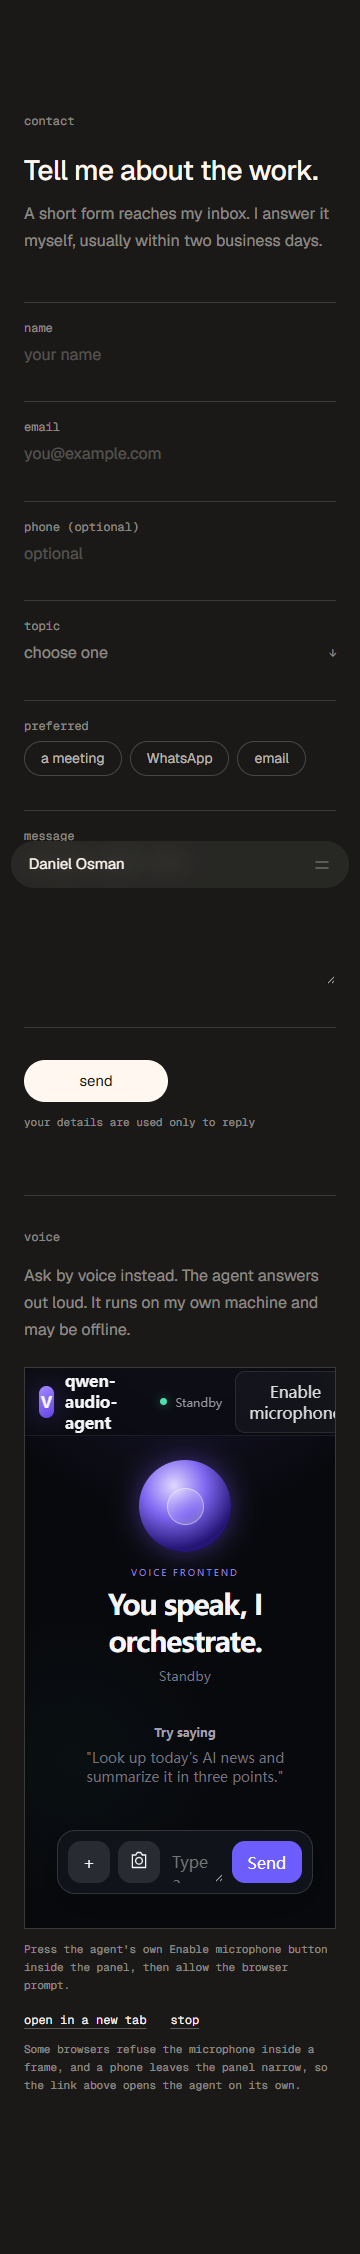 contact
Tell me about the work.
A short form reaches my inbox. I answer it
myself, usually within two business days.
name
your name
email
you@example.com
phone (optional)
optional
topic
choose one ↓
preferred
a meeting WhatsApp email
message
Daniel Osman
send
your details are used only to reply
voice
Ask by voice instead. The agent answers
out loud. It runs on my own machine and
may be offline.
V
qwen-
audio-
agent
Standby
Enable
microphone
VOICE FRONTEND
You speak, I
orchestrate.
Standby
Try saying
"Look up today's AI news and
summarize it in three points."
+ Type Send
Press the agent's own Enable microphone button
inside the panel, then allow the browser
prompt.
open in a new tab stop
Some browsers refuse the microphone inside a
frame, and a phone leaves the panel narrow, so
the link above opens the agent on its own.